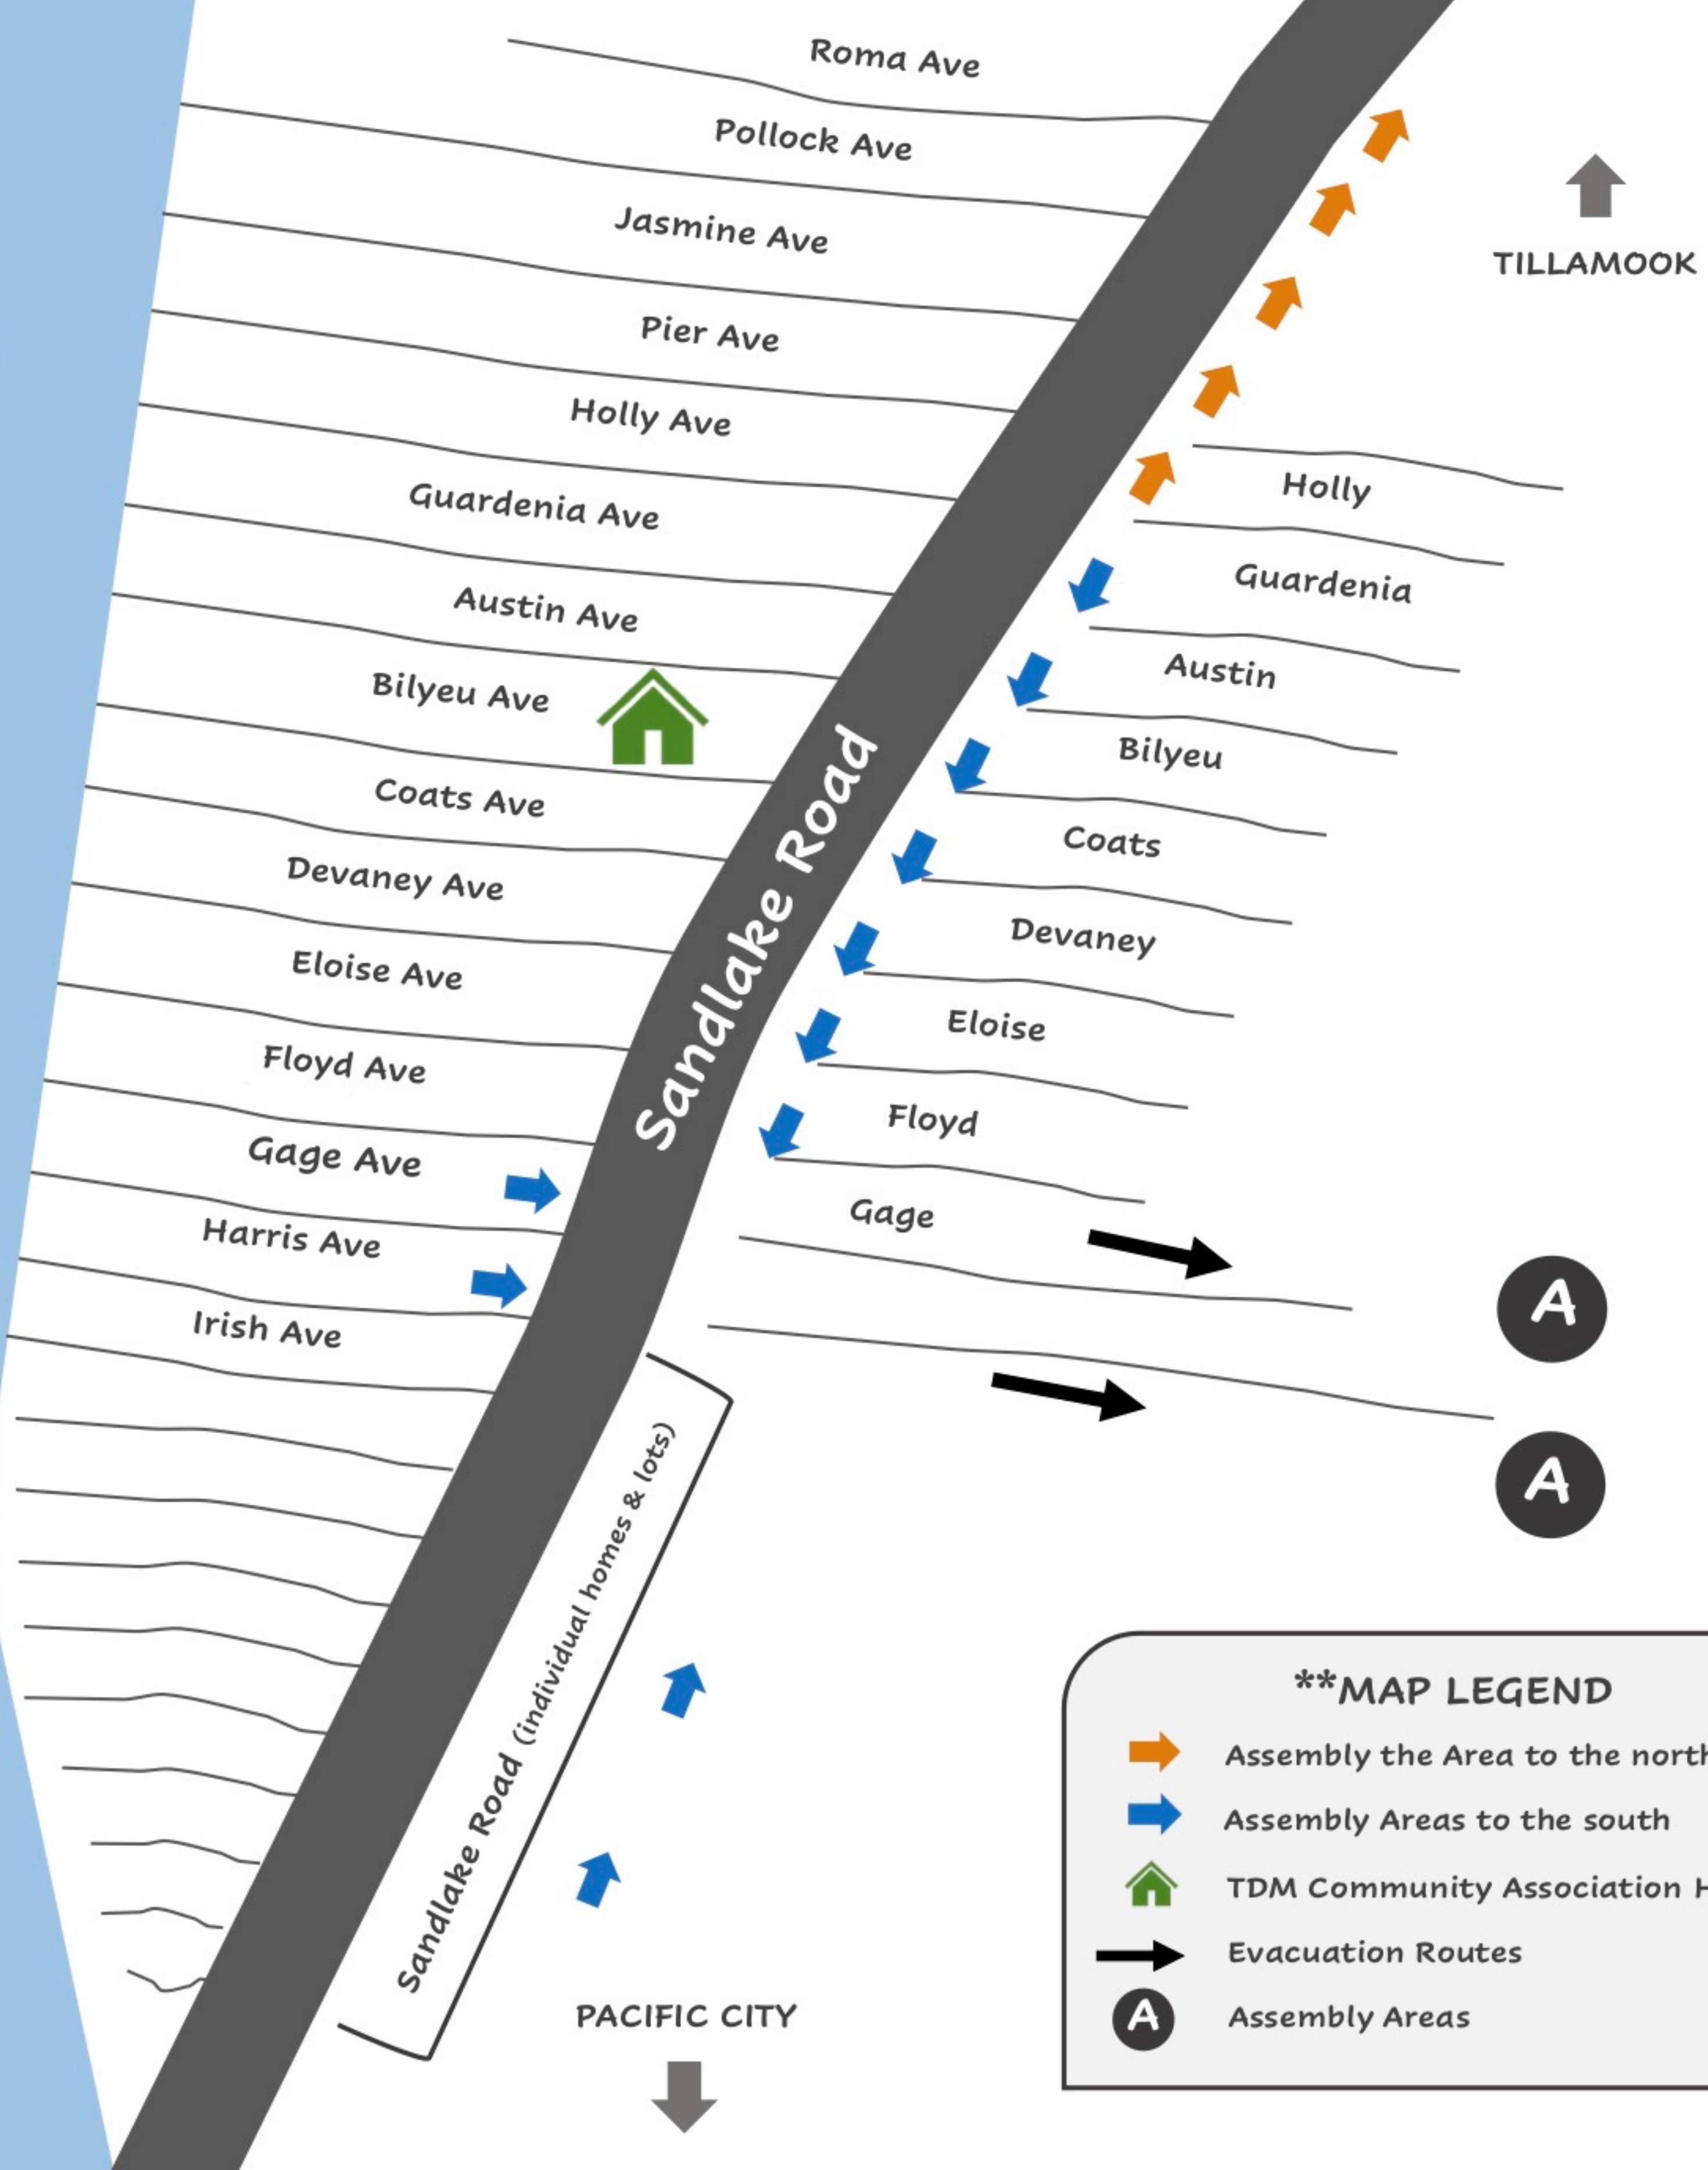 Roma Ave
Pollock Ave
Jasmine Ave
Pier Ave
Holly Ave
Guardenia Ave
Austin Ave
Bilyeu Ave
Coats Ave
Devaney Ave
Eloise Ave
Floyd Ave
Gage Ave
Harris Ave
Irish Ave
Sandlake Road
TILLAMOOK
Holly
Guardenia
Austin
Bilyeu
Coats
Devaney
Eloise
Floyd
Gage
A
A
Sandlake Road (individual homes & lots)
PACIFIC CITY
**MAP LEGEND
Assembly the Area to the north
Assembly Areas to the south
TDM Community Association H
Evacuation Routes
A
Assembly Areas